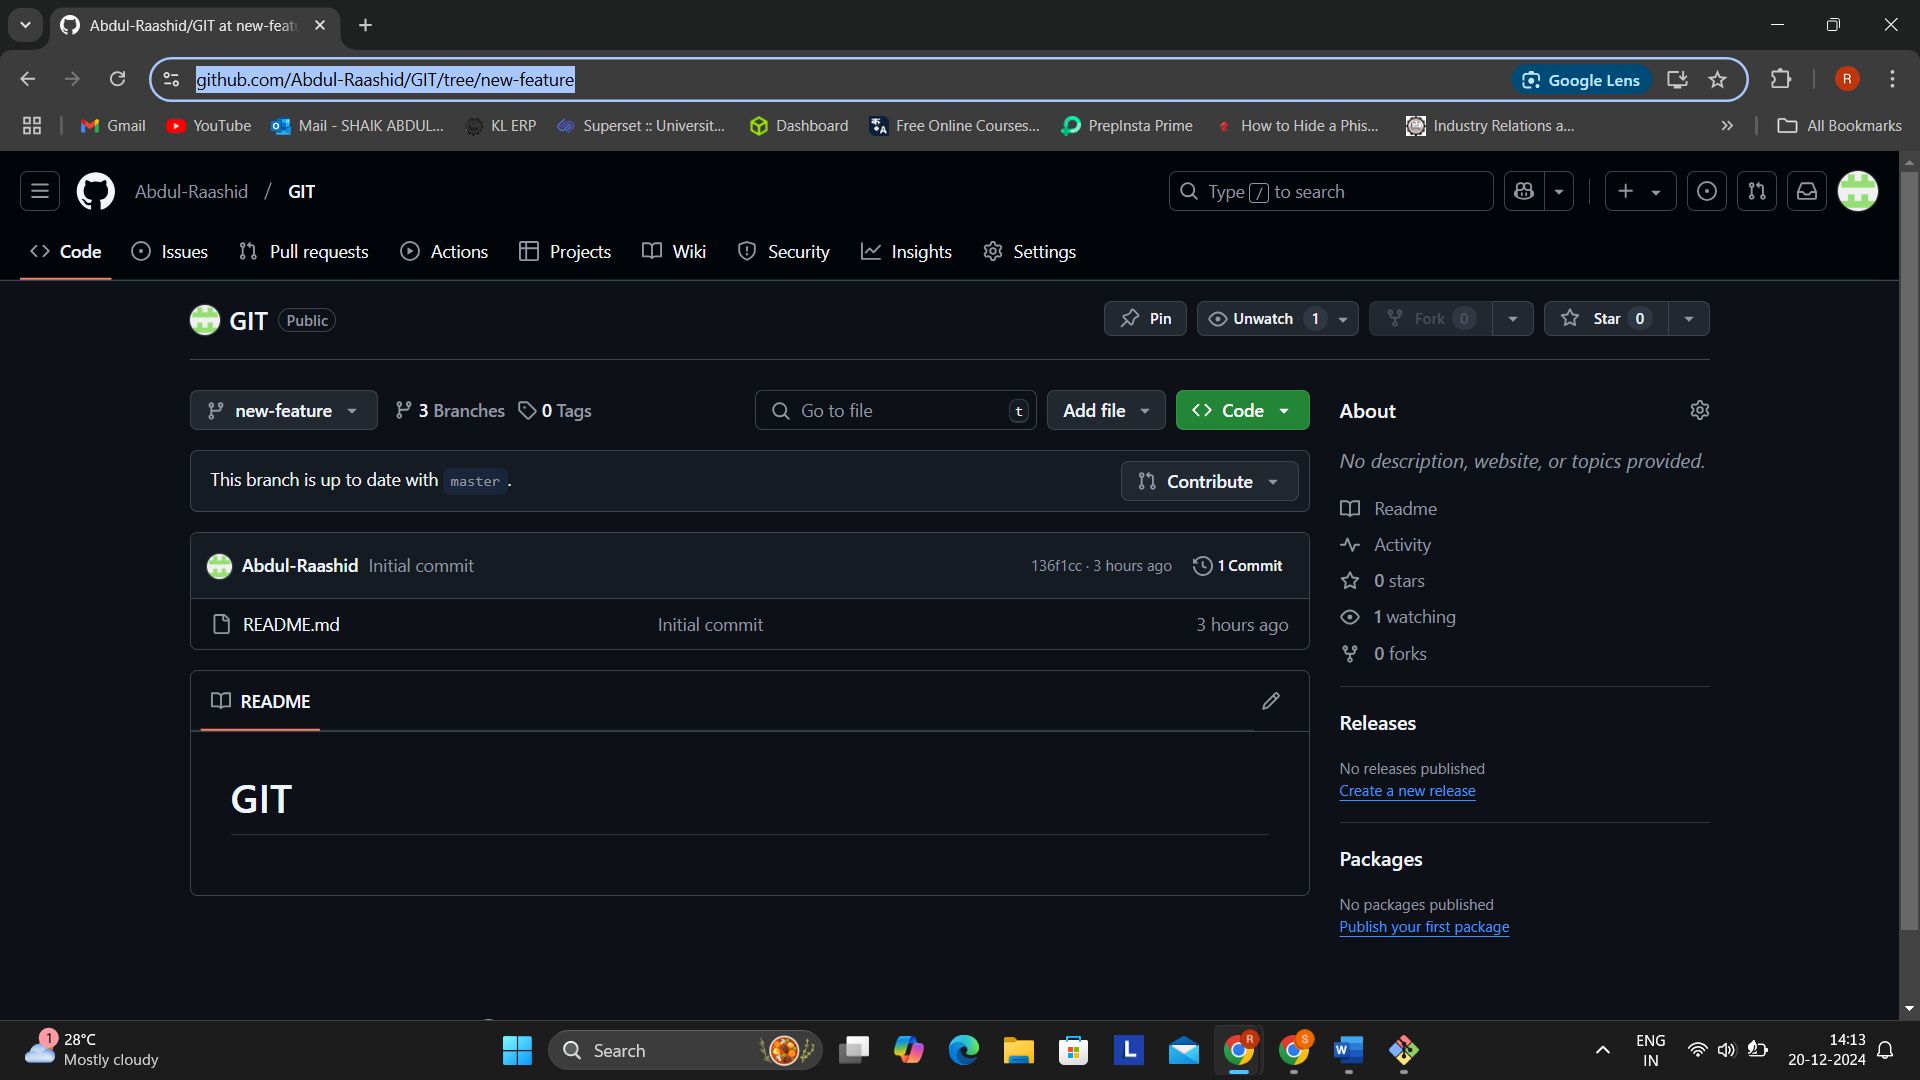 Abdul-Raashid/GIT at new-feat
github.com/Abdul-Raashid/GIT/tree/new-feature
Google Lens
R
Gmail
YouTube
Mail - SHAIK ABDUL...
KL ERP
Superset :: Universit...
Dashboard
Free Online Courses...
PrepInsta Prime
How to Hide a Phis...
Industry Relations a...
All Bookmarks
Abdul-Raashid / GIT
Type / to search
Code
Issues
Pull requests
Actions
Projects
Wiki
Security
Insights
Settings
GIT Public
Pin
Unwatch 1
Fork 0
Star 0
new-feature
3 Branches
0 Tags
Go to file t
Add file
Code
This branch is up to date with master .
Contribute
Abdul-Raashid Initial commit
136f1cc · 3 hours ago
1 Commit
README.md
Initial commit
3 hours ago
README
GIT
About
No description, website, or topics provided.
Readme
Activity
0 stars
1 watching
0 forks
Releases
No releases published
Create a new release
Packages
No packages published
Publish your first package
1
28°C
Mostly cloudy
Search
L
R
S
W
ENG
IN
14:13
20-12-2024